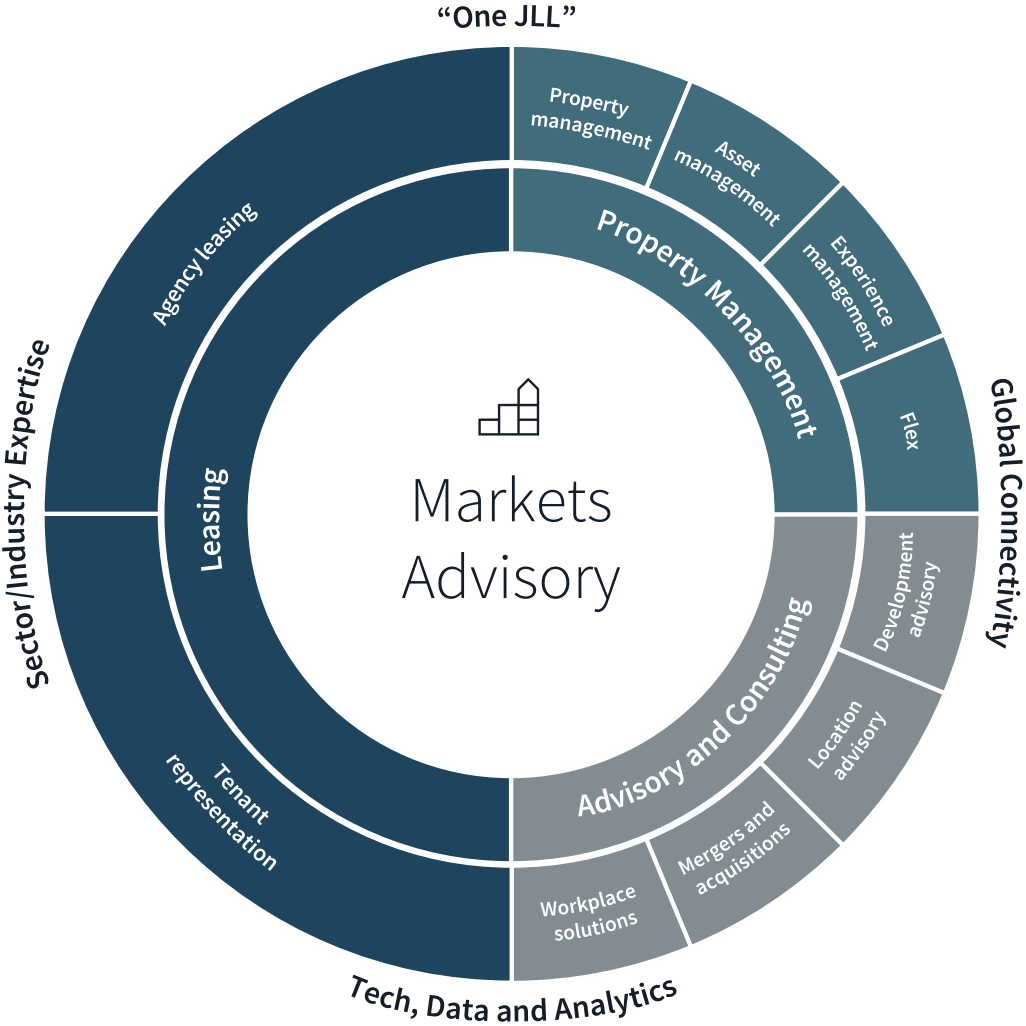 “One JLL”
Property
management
Asset
management
Experience
management
Flex
Property Management
Agency leasing
Leasing
Sector/Industry Expertise
Global Connectivity
Markets
Advisory
Development
advisory
Location
advisory
Mergers and
acquisitions
Workplace
solutions
Advisory and Consulting
Tenant
representation
Tech, Data and Analytics